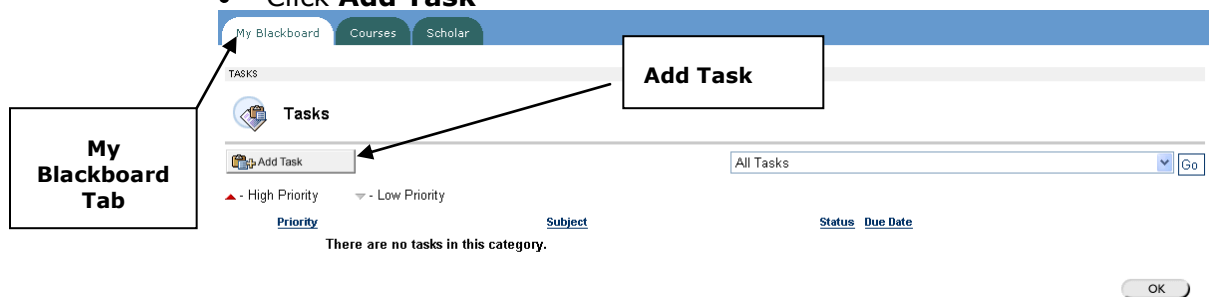 • Click Add Task
My Blackboard Courses Scholar
TASKS
Add Task
Tasks
My
Blackboard
Tab
Add Task
All Tasks
Go
- High Priority
- Low Priority
Priority Subject Status Due Date
There are no tasks in this category.
OK